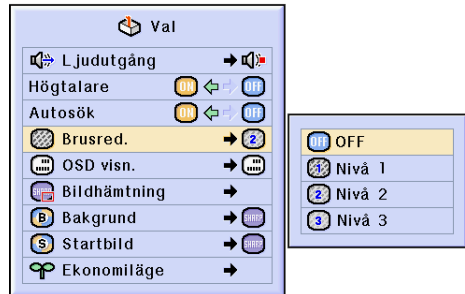 Val
Ljudutgång
Högtalare ON OFF
Autosök ON OFF
Brusred. 2
OSD visn.
Bildhämtning
Bakgrund SHARP
Startbild SHARP
Ekonomiläge
OFF OFF
1 Nivå 1
2 Nivå 2
3 Nivå 3